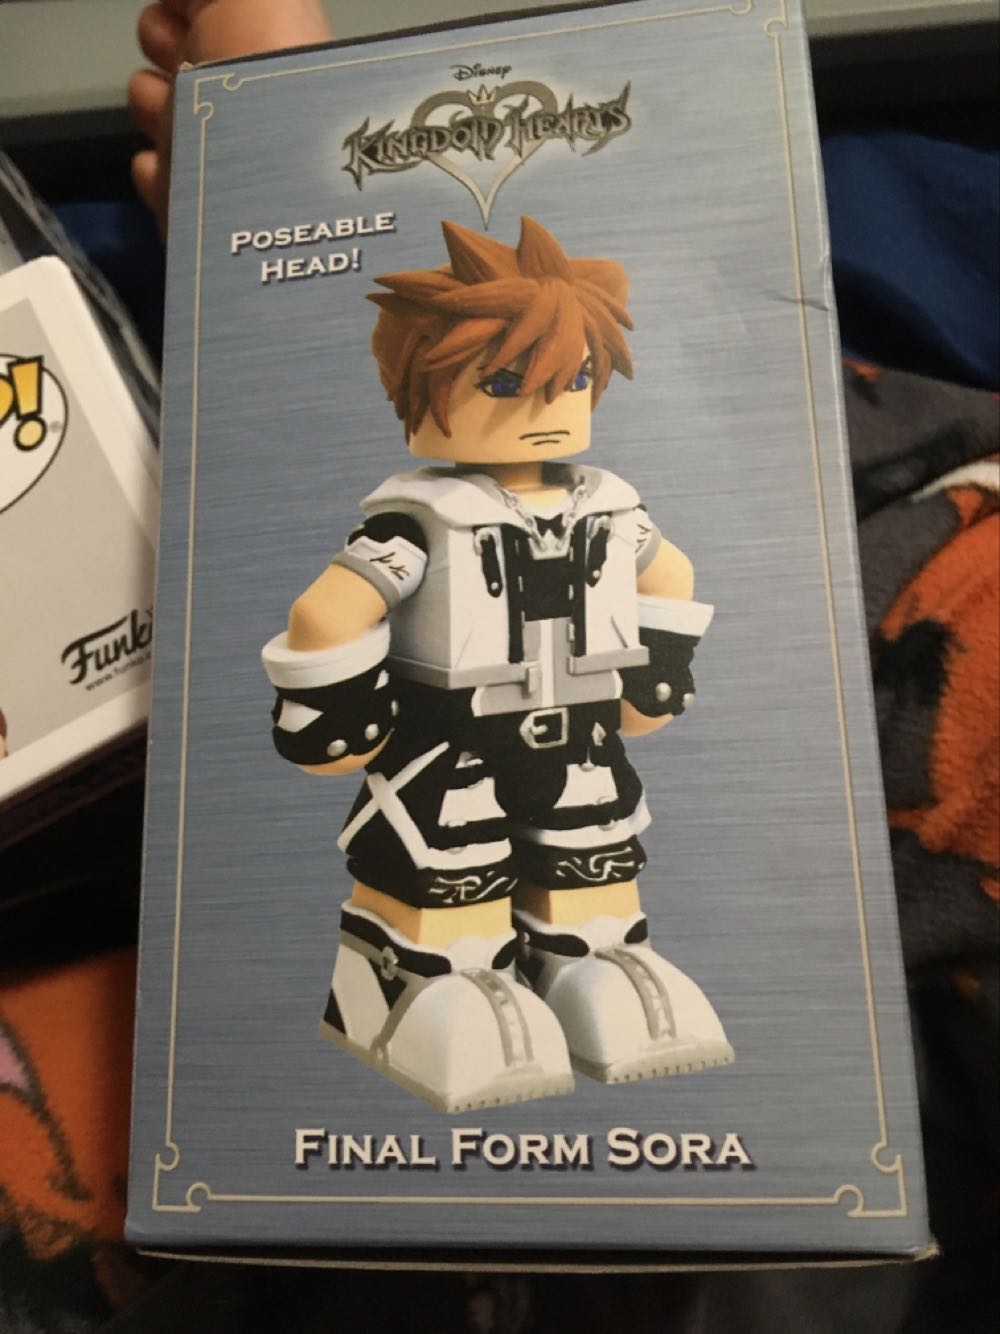 Disney
KINGDOM HEARTS
POSEABLE
HEAD!
FINAL FORM SORA
Funko